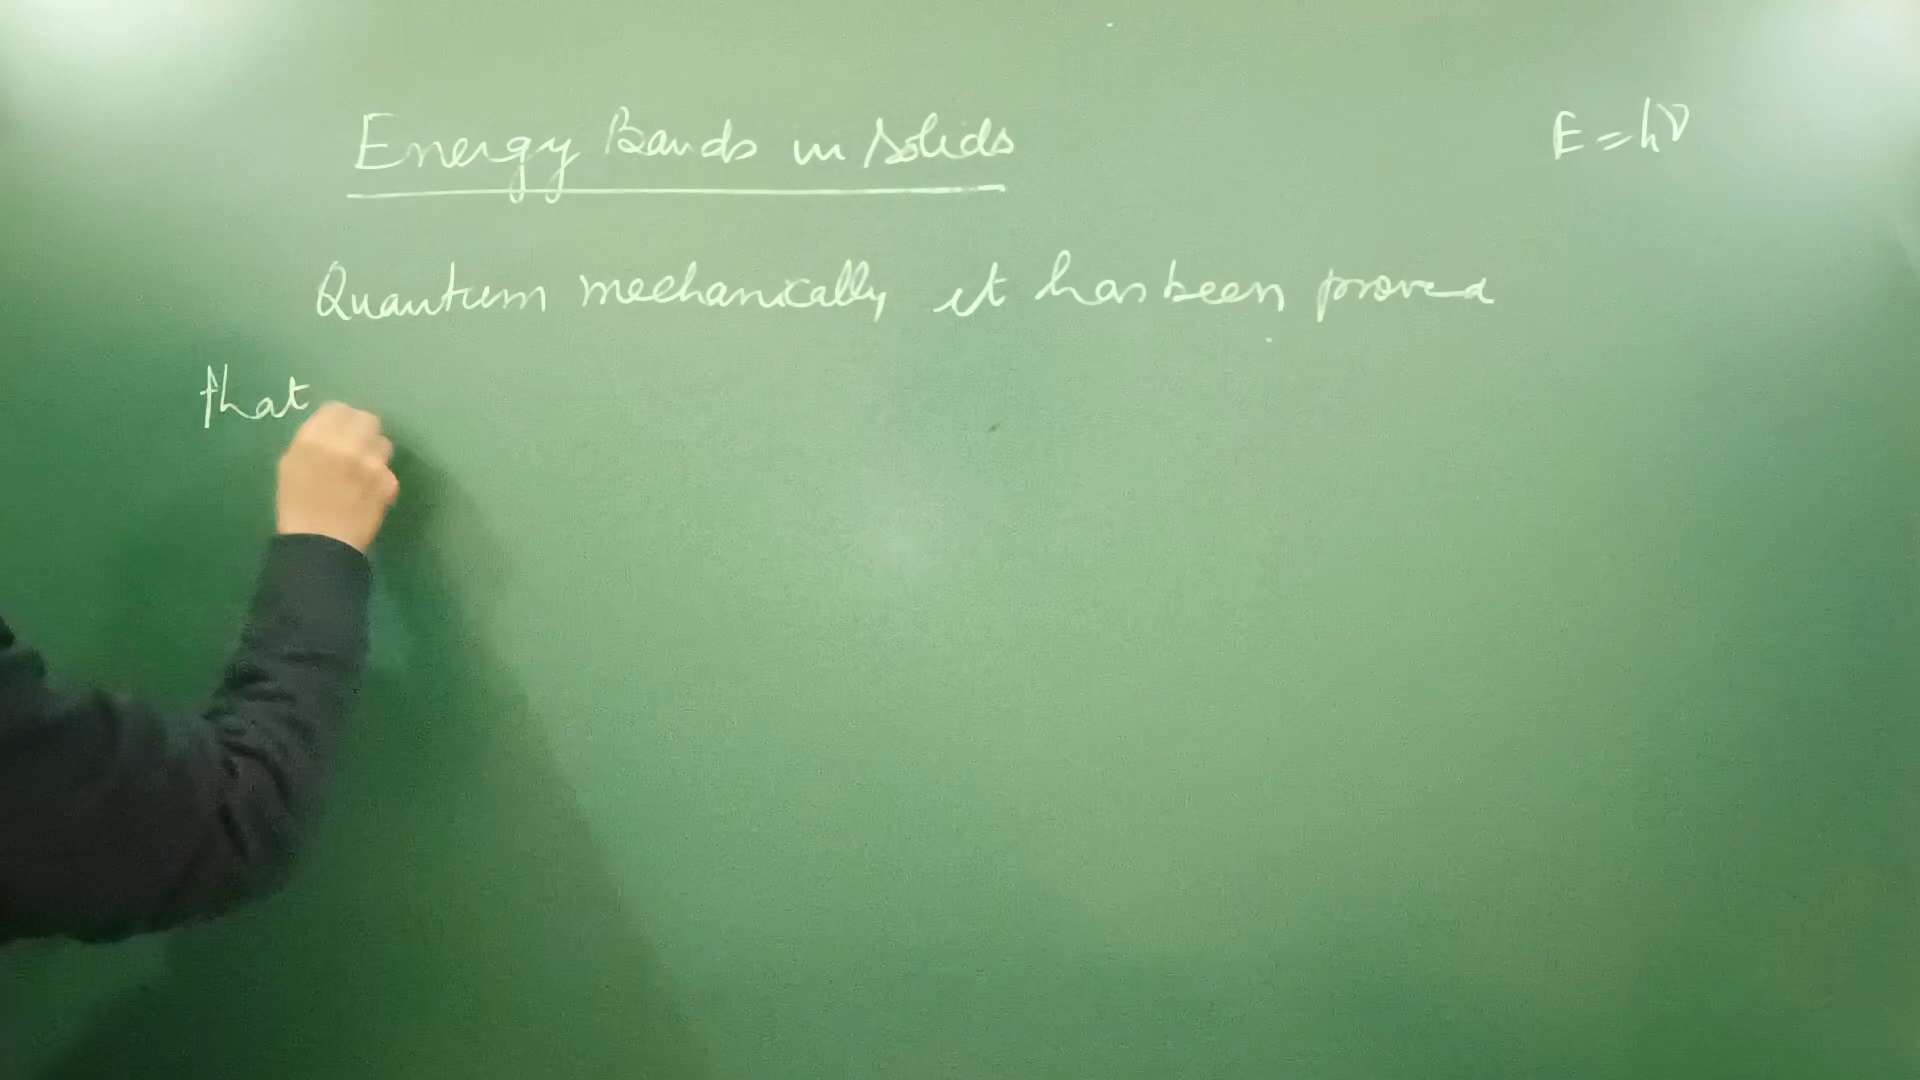 Energy Bands in solids
E = hν
Quantum mechanically it has been proved
that